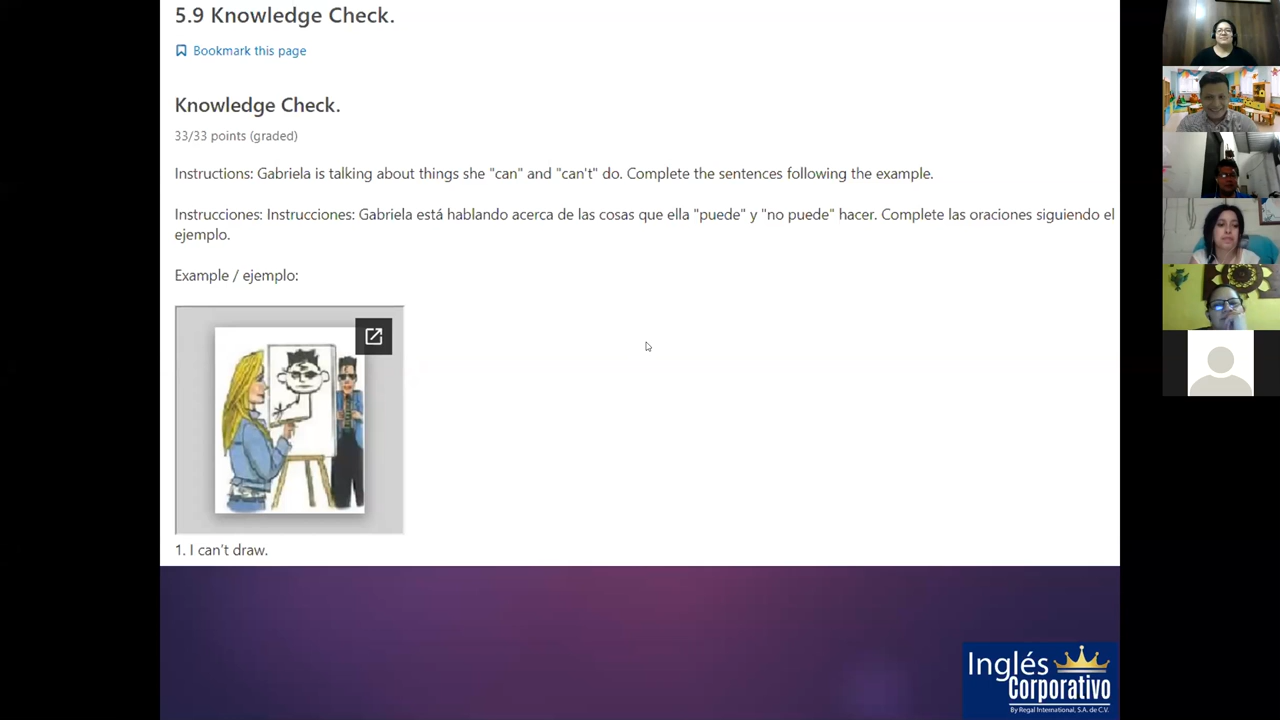 5.9 Knowledge Check.
Bookmark this page
Knowledge Check.
33/33 points (graded)
Instructions: Gabriela is talking about things she "can" and "can't" do. Complete the sentences following the example.
Instrucciones: Instrucciones: Gabriela está hablando acerca de las cosas que ella "puede" y "no puede" hacer. Complete las oraciones siguiendo el
ejemplo.
Example / ejemplo:
1. I can't draw.
Inglés
Corporativo
By Regal International, S.A. de C.V.